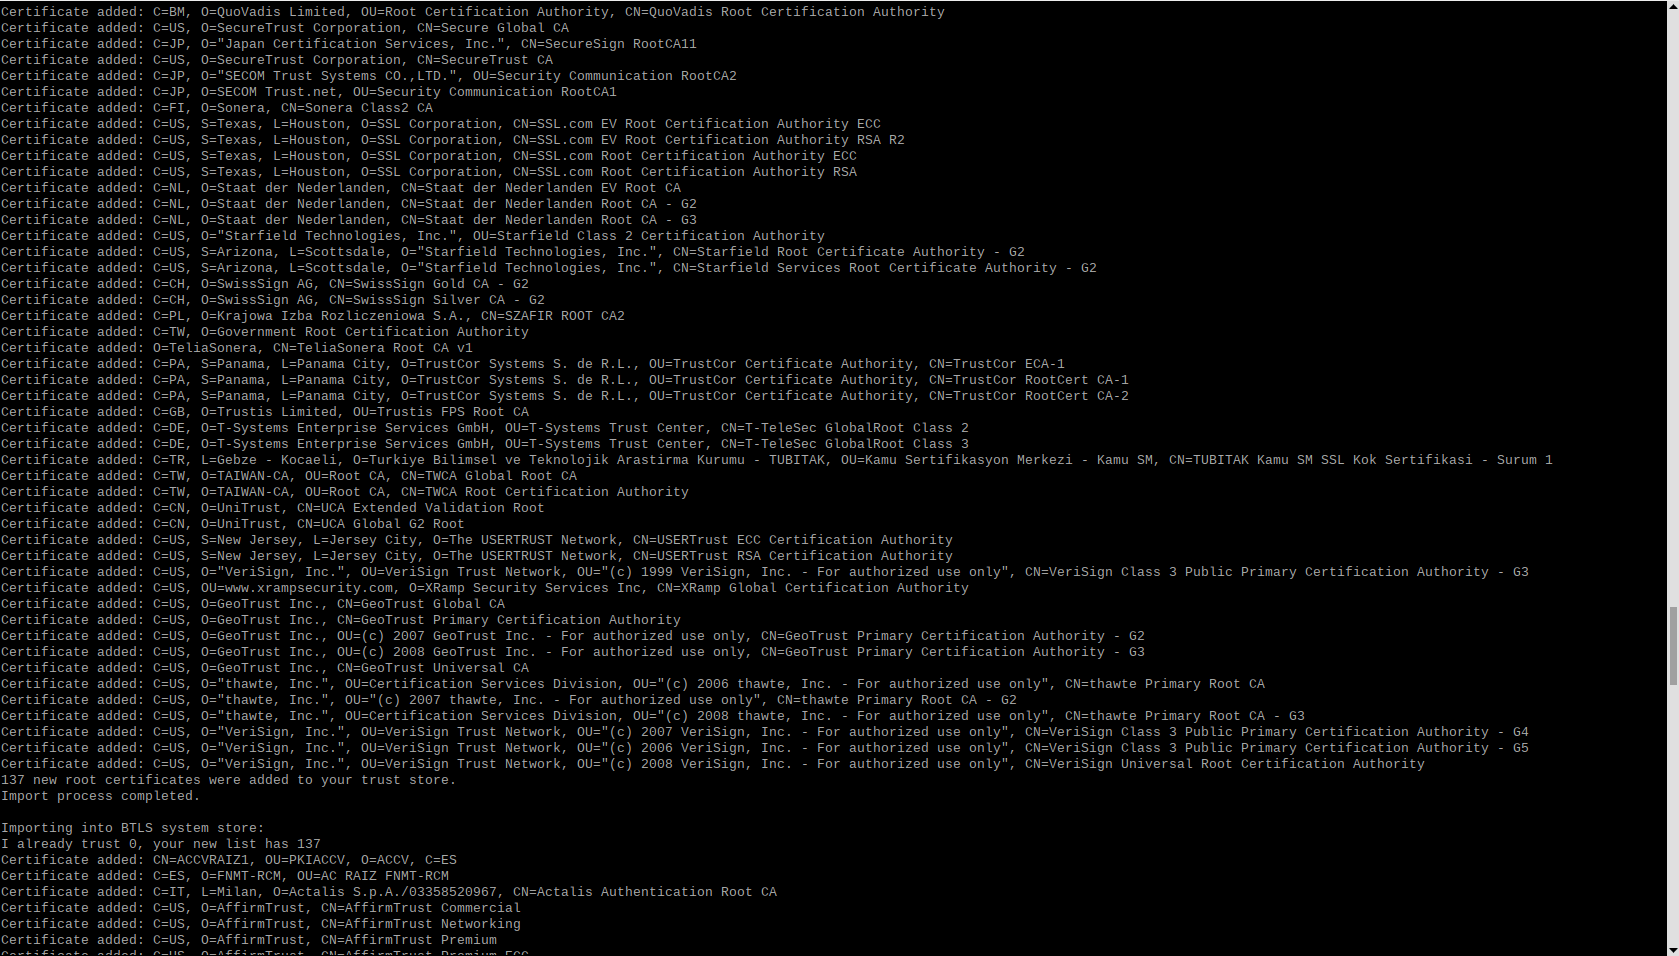 Certificate added: C=BM, O=QuoVadis Limited, OU=Root Certification Authority, CN=QuoVadis Root Certification Authority
Certificate added: C=US, O=SecureTrust Corporation, CN=Secure Global CA
Certificate added: C=JP, O="Japan Certification Services, Inc.", CN=SecureSign RootCA11
Certificate added: C=US, O=SecureTrust Corporation, CN=SecureTrust CA
Certificate added: C=JP, O="SECOM Trust Systems CO.,LTD.", OU=Security Communication RootCA2
Certificate added: C=JP, O=SECOM Trust.net, OU=Security Communication RootCA1
Certificate added: C=FI, O=Sonera, CN=Sonera Class2 CA
Certificate added: C=US, S=Texas, L=Houston, O=SSL Corporation, CN=SSL.com EV Root Certification Authority ECC
Certificate added: C=US, S=Texas, L=Houston, O=SSL Corporation, CN=SSL.com EV Root Certification Authority RSA R2
Certificate added: C=US, S=Texas, L=Houston, O=SSL Corporation, CN=SSL.com Root Certification Authority ECC
Certificate added: C=US, S=Texas, L=Houston, O=SSL Corporation, CN=SSL.com Root Certification Authority RSA
Certificate added: C=NL, O=Staat der Nederlanden, CN=Staat der Nederlanden EV Root CA
Certificate added: C=NL, O=Staat der Nederlanden, CN=Staat der Nederlanden Root CA - G2
Certificate added: C=NL, O=Staat der Nederlanden, CN=Staat der Nederlanden Root CA - G3
Certificate added: C=US, O="Starfield Technologies, Inc.", OU=Starfield Class 2 Certification Authority
Certificate added: C=US, S=Arizona, L=Scottsdale, O="Starfield Technologies, Inc.", CN=Starfield Root Certificate Authority - G2
Certificate added: C=US, S=Arizona, L=Scottsdale, O="Starfield Technologies, Inc.", CN=Starfield Services Root Certificate Authority - G2
Certificate added: C=CH, O=SwissSign AG, CN=SwissSign Gold CA - G2
Certificate added: C=CH, O=SwissSign AG, CN=SwissSign Silver CA - G2
Certificate added: C=PL, O=Krajowa Izba Rozliczeniowa S.A., CN=SZAFIR ROOT CA2
Certificate added: C=TW, O=Government Root Certification Authority
Certificate added: O=TeliaSonera, CN=TeliaSonera Root CA v1
Certificate added: C=PA, S=Panama, L=Panama City, O=TrustCor Systems S. de R.L., OU=TrustCor Certificate Authority, CN=TrustCor ECA-1
Certificate added: C=PA, S=Panama, L=Panama City, O=TrustCor Systems S. de R.L., OU=TrustCor Certificate Authority, CN=TrustCor RootCert CA-1
Certificate added: C=PA, S=Panama, L=Panama City, O=TrustCor Systems S. de R.L., OU=TrustCor Certificate Authority, CN=TrustCor RootCert CA-2
Certificate added: C=GB, O=Trustis Limited, OU=Trustis FPS Root CA
Certificate added: C=DE, O=T-Systems Enterprise Services GmbH, OU=T-Systems Trust Center, CN=T-TeleSec GlobalRoot Class 2
Certificate added: C=DE, O=T-Systems Enterprise Services GmbH, OU=T-Systems Trust Center, CN=T-TeleSec GlobalRoot Class 3
Certificate added: C=TR, L=Gebze - Kocaeli, O=Turkiye Bilimsel ve Teknolojik Arastirma Kurumu - TUBITAK, OU=Kamu Sertifikasyon Merkezi - Kamu SM, CN=TUBITAK Kamu SM SSL Kok Sertifikasi - Surum 1
Certificate added: C=TW, O=TAIWAN-CA, OU=Root CA, CN=TWCA Global Root CA
Certificate added: C=TW, O=TAIWAN-CA, OU=Root CA, CN=TWCA Root Certification Authority
Certificate added: C=CN, O=UniTrust, CN=UCA Extended Validation Root
Certificate added: C=CN, O=UniTrust, CN=UCA Global G2 Root
Certificate added: C=US, S=New Jersey, L=Jersey City, O=The USERTRUST Network, CN=USERTrust ECC Certification Authority
Certificate added: C=US, S=New Jersey, L=Jersey City, O=The USERTRUST Network, CN=USERTrust RSA Certification Authority
Certificate added: C=US, O="VeriSign, Inc.", OU=VeriSign Trust Network, OU="(c) 1999 VeriSign, Inc. - For authorized use only", CN=VeriSign Class 3 Public Primary Certification Authority - G3
Certificate added: C=US, OU=www.xrampsecurity.com, O=XRamp Security Services Inc, CN=XRamp Global Certification Authority
Certificate added: C=US, O=GeoTrust Inc., CN=GeoTrust Global CA
Certificate added: C=US, O=GeoTrust Inc., CN=GeoTrust Primary Certification Authority
Certificate added: C=US, O=GeoTrust Inc., OU=(c) 2007 GeoTrust Inc. - For authorized use only, CN=GeoTrust Primary Certification Authority - G2
Certificate added: C=US, O=GeoTrust Inc., OU=(c) 2008 GeoTrust Inc. - For authorized use only, CN=GeoTrust Primary Certification Authority - G3
Certificate added: C=US, O=GeoTrust Inc., CN=GeoTrust Universal CA
Certificate added: C=US, O="thawte, Inc.", OU=Certification Services Division, OU="(c) 2006 thawte, Inc. - For authorized use only", CN=thawte Primary Root CA
Certificate added: C=US, O="thawte, Inc.", OU="(c) 2007 thawte, Inc. - For authorized use only", CN=thawte Primary Root CA - G2
Certificate added: C=US, O="thawte, Inc.", OU=Certification Services Division, OU="(c) 2008 thawte, Inc. - For authorized use only", CN=thawte Primary Root CA - G3
Certificate added: C=US, O="VeriSign, Inc.", OU=VeriSign Trust Network, OU="(c) 2007 VeriSign, Inc. - For authorized use only", CN=VeriSign Class 3 Public Primary Certification Authority - G4
Certificate added: C=US, O="VeriSign, Inc.", OU=VeriSign Trust Network, OU="(c) 2006 VeriSign, Inc. - For authorized use only", CN=VeriSign Class 3 Public Primary Certification Authority - G5
Certificate added: C=US, O="VeriSign, Inc.", OU=VeriSign Trust Network, OU="(c) 2008 VeriSign, Inc. - For authorized use only", CN=VeriSign Universal Root Certification Authority
137 new root certificates were added to your trust store.
Import process completed.

Importing into BTLS system store:
I already trust 0, your new list has 137
Certificate added: CN=ACCVRAIZ1, OU=PKIACCV, O=ACCV, C=ES
Certificate added: C=ES, O=FNMT-RCM, OU=AC RAIZ FNMT-RCM
Certificate added: C=IT, L=Milan, O=Actalis S.p.A./03358520967, CN=Actalis Authentication Root CA
Certificate added: C=US, O=AffirmTrust, CN=AffirmTrust Commercial
Certificate added: C=US, O=AffirmTrust, CN=AffirmTrust Networking
Certificate added: C=US, O=AffirmTrust, CN=AffirmTrust Premium
Certificate added: C=US, O=AffirmTrust, CN=AffirmTrust Premium ECC